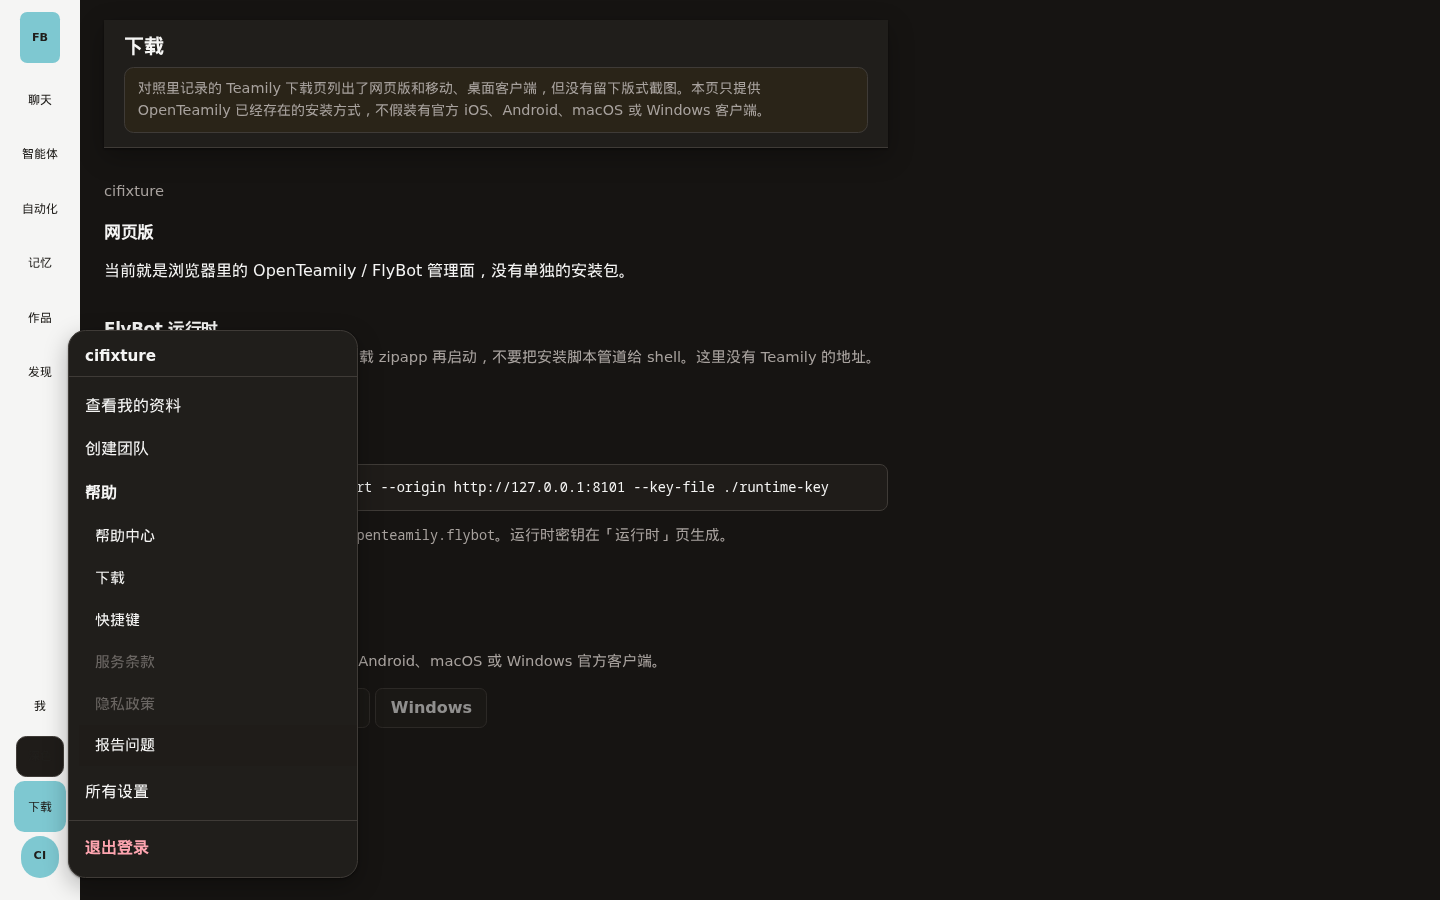 FB
聊天
智能体
自动化
记忆
作品
发现
我
下载
CI
下载
对照里记录的 Teamily 下载页列出了网页版和移动、桌面客户端，但没有留下版式截图。本页只提供
OpenTeamily 已经存在的安装方式，不假装有官方 iOS、Android、macOS 或 Windows 客户端。
cifixture
网页版
当前就是浏览器里的 OpenTeamily / FlyBot 管理面，没有单独的安装包。
FlyBot 运行时
载 zipapp 再启动，不要把安装脚本管道给 shell。这里没有 Teamily 的地址。
rt --origin http://127.0.0.1:8101 --key-file ./runtime-key
penteamily.flybot。运行时密钥在「运行时」页生成。
Android、macOS 或 Windows 官方客户端。
Windows
cifixture
查看我的资料
创建团队
帮助
帮助中心
下载
快捷键
服务条款
隐私政策
报告问题
所有设置
退出登录